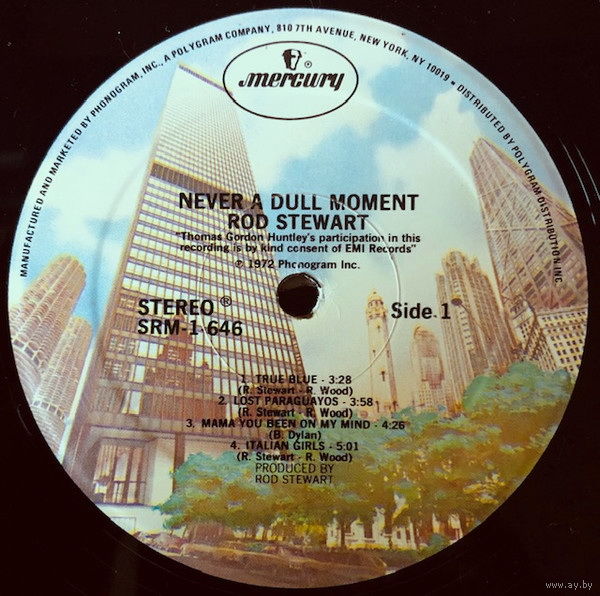 MANUFACTURED AND MARKETED BY PHONOGRAM, INC., A POLYGRAM COMPANY, 810 7TH AVENUE, NEW YORK, NY 10019 • DISTRIBUTED BY POLYGRAM DISTRIBUTION, INC.
mercury ®
NEVER A DULL MOMENT
ROD STEWART
"Thomas Gordon Huntley's participation in this
recording is by kind consent of EMI Records"
℗ 1972 Phonogram Inc.
STEREO ®
SRM-1-646
Side 1
1. TRUE BLUE - 3:28
(R. Stewart - R. Wood)
2. LOST PARAGUAYOS - 3:58
(R. Stewart - R. Wood)
3. MAMA YOU BEEN ON MY MIND - 4:26
(B. Dylan)
4. ITALIAN GIRLS - 5:01
(R. Stewart - R. Wood)
PRODUCED BY
ROD STEWART
www.ay.by